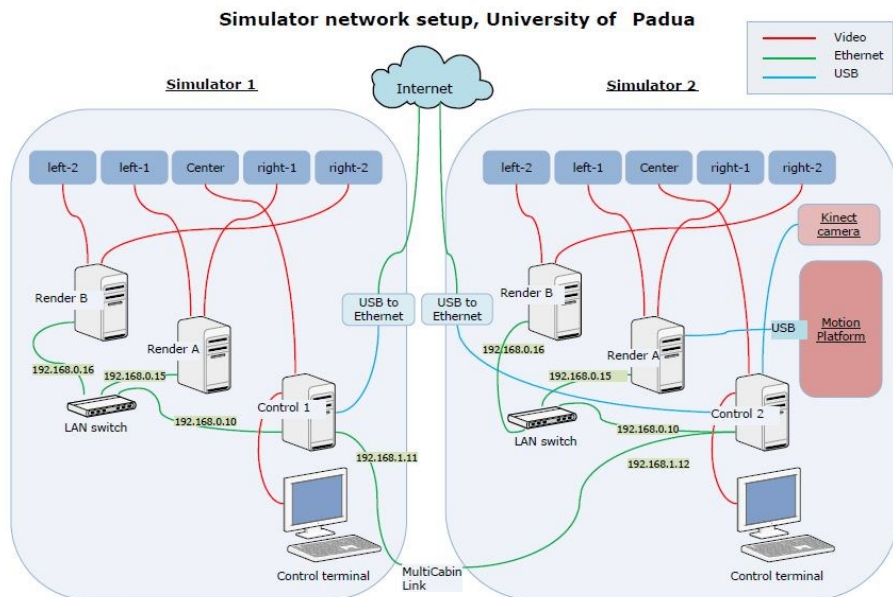 Simulator network setup, University of Padua
Video
Ethernet
USB
Internet
Simulator 1
left-2
left-1
Center
right-1
right-2
Render B
192.168.0.16
Render A
192.168.0.15
LAN switch
192.168.0.10
Control 1
USB to
Ethernet
192.168.1.11
Control terminal
MultiCabin
Link
Simulator 2
left-2
left-1
Center
right-1
right-2
Kinect
camera
USB to
Ethernet
Render B
192.168.0.16
Render A
192.168.0.15
USB
Motion
Platform
LAN switch
192.168.0.10
Control 2
192.168.1.12
Control terminal